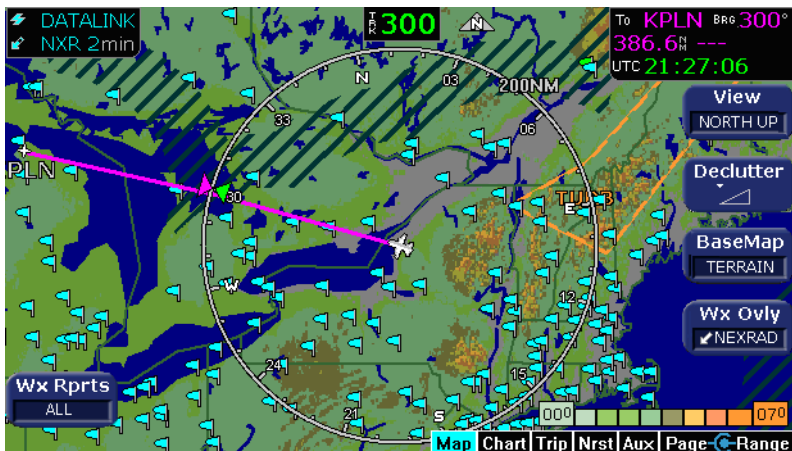 DATALINK
NXR 2min
TRK 300
N
To KPLN BRG 300°
386.6NM ---
UTC 21:27:06
N
03
200NM
33
06
View
NORTH UP
Declutter
PLN
30
TURB
E
BaseMap
TERRAIN
W
12
Wx Ovly
NEXRAD
24
15
Wx Rprts
ALL
21
S
000
070
Map Chart Trip Nrst Aux Page Range